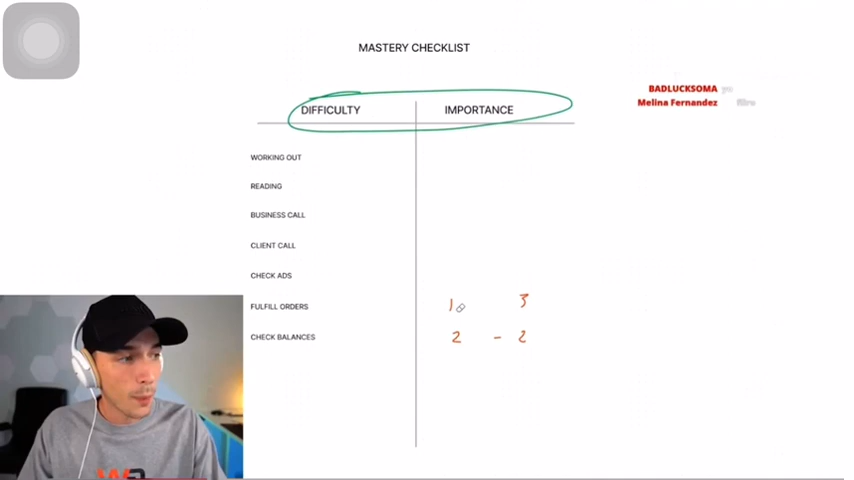 MASTERY CHECKLIST
BADLUCKSOMA yo
Melina Fernandez
DIFFICULTY IMPORTANCE
WORKING OUT
READING
BUSINESS CALL
CLIENT CALL
CHECK ADS
FULFILL ORDERS 1 3
CHECK BALANCES 2 - 2